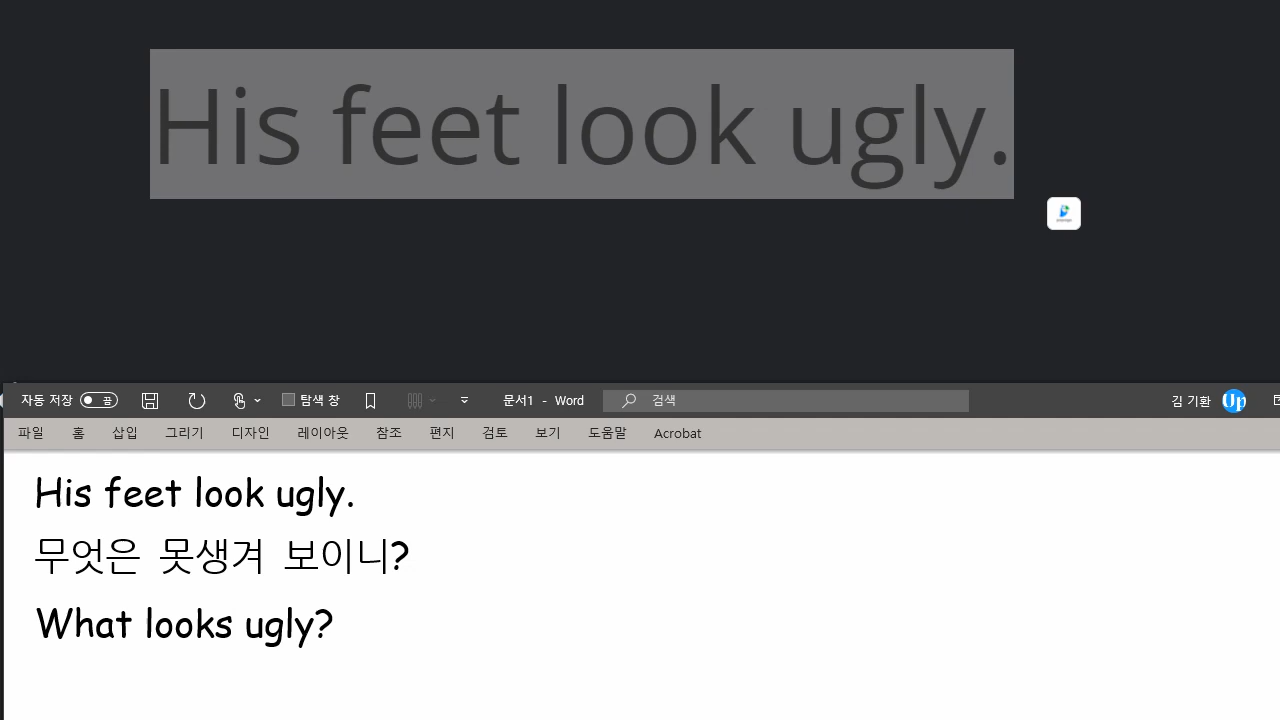 His feet look ugly.
자동 저장 끔 탐색 창 문서1 - Word 검색 김 기환 Up
파일 홈 삽입 그리기 디자인 레이아웃 참조 편지 검토 보기 도움말 Acrobat
His feet look ugly.
무엇은 못생겨 보이니?
What looks ugly?